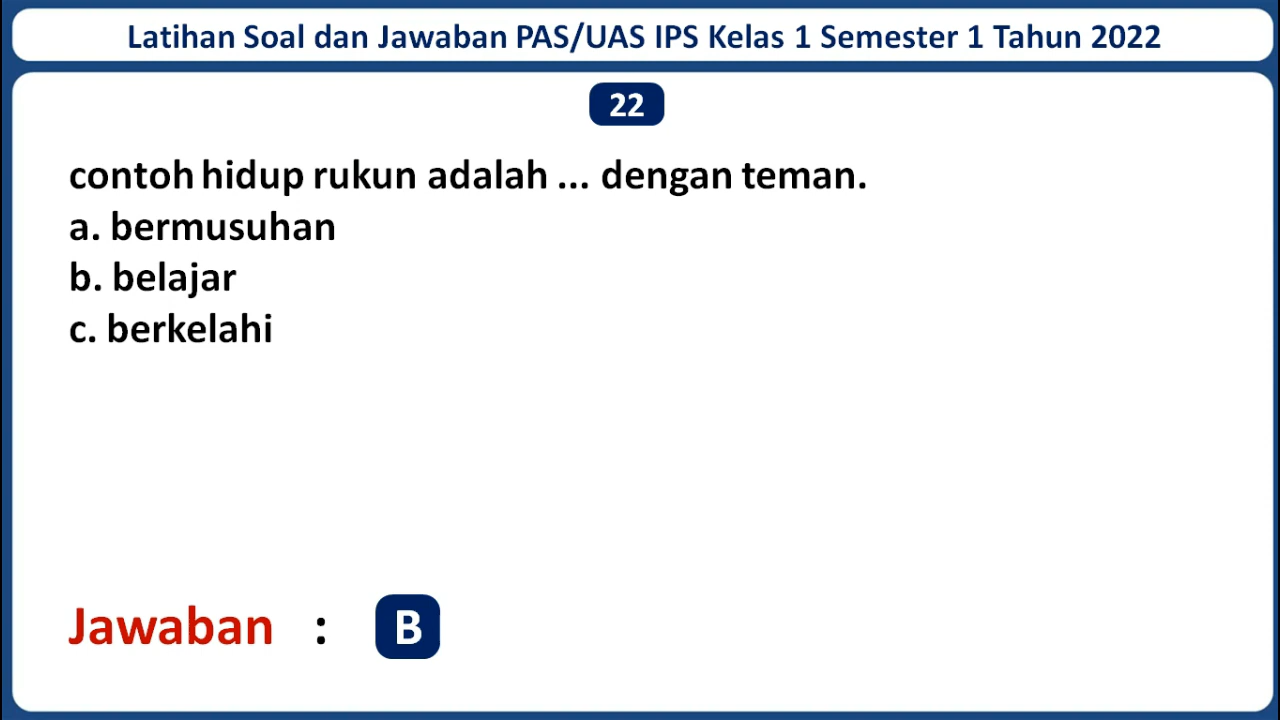 Latihan Soal dan Jawaban PAS/UAS IPS Kelas 1 Semester 1 Tahun 2022
22
contoh hidup rukun adalah ... dengan teman.
a. bermusuhan
b. belajar
c. berkelahi
Jawaban : B